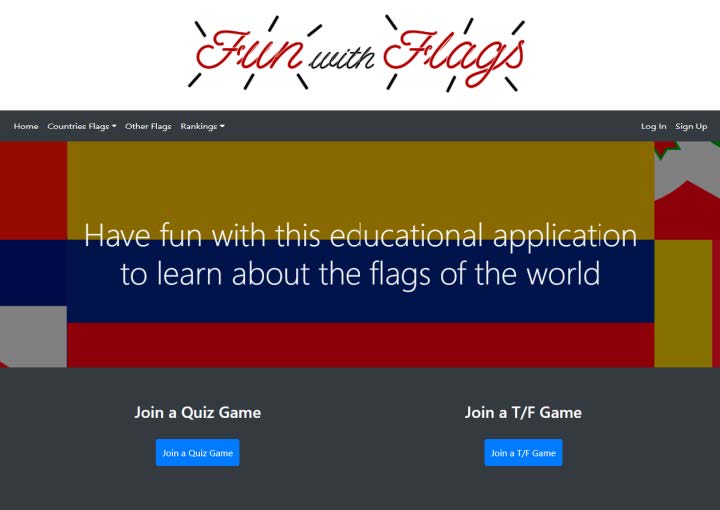 Fun with Flags
Home Countries Flags Other Flags Rankings Log In Sign Up
Have fun with this educational application
to learn about the flags of the world
Join a Quiz Game Join a T/F Game
Join a Quiz Game Join a T/F Game